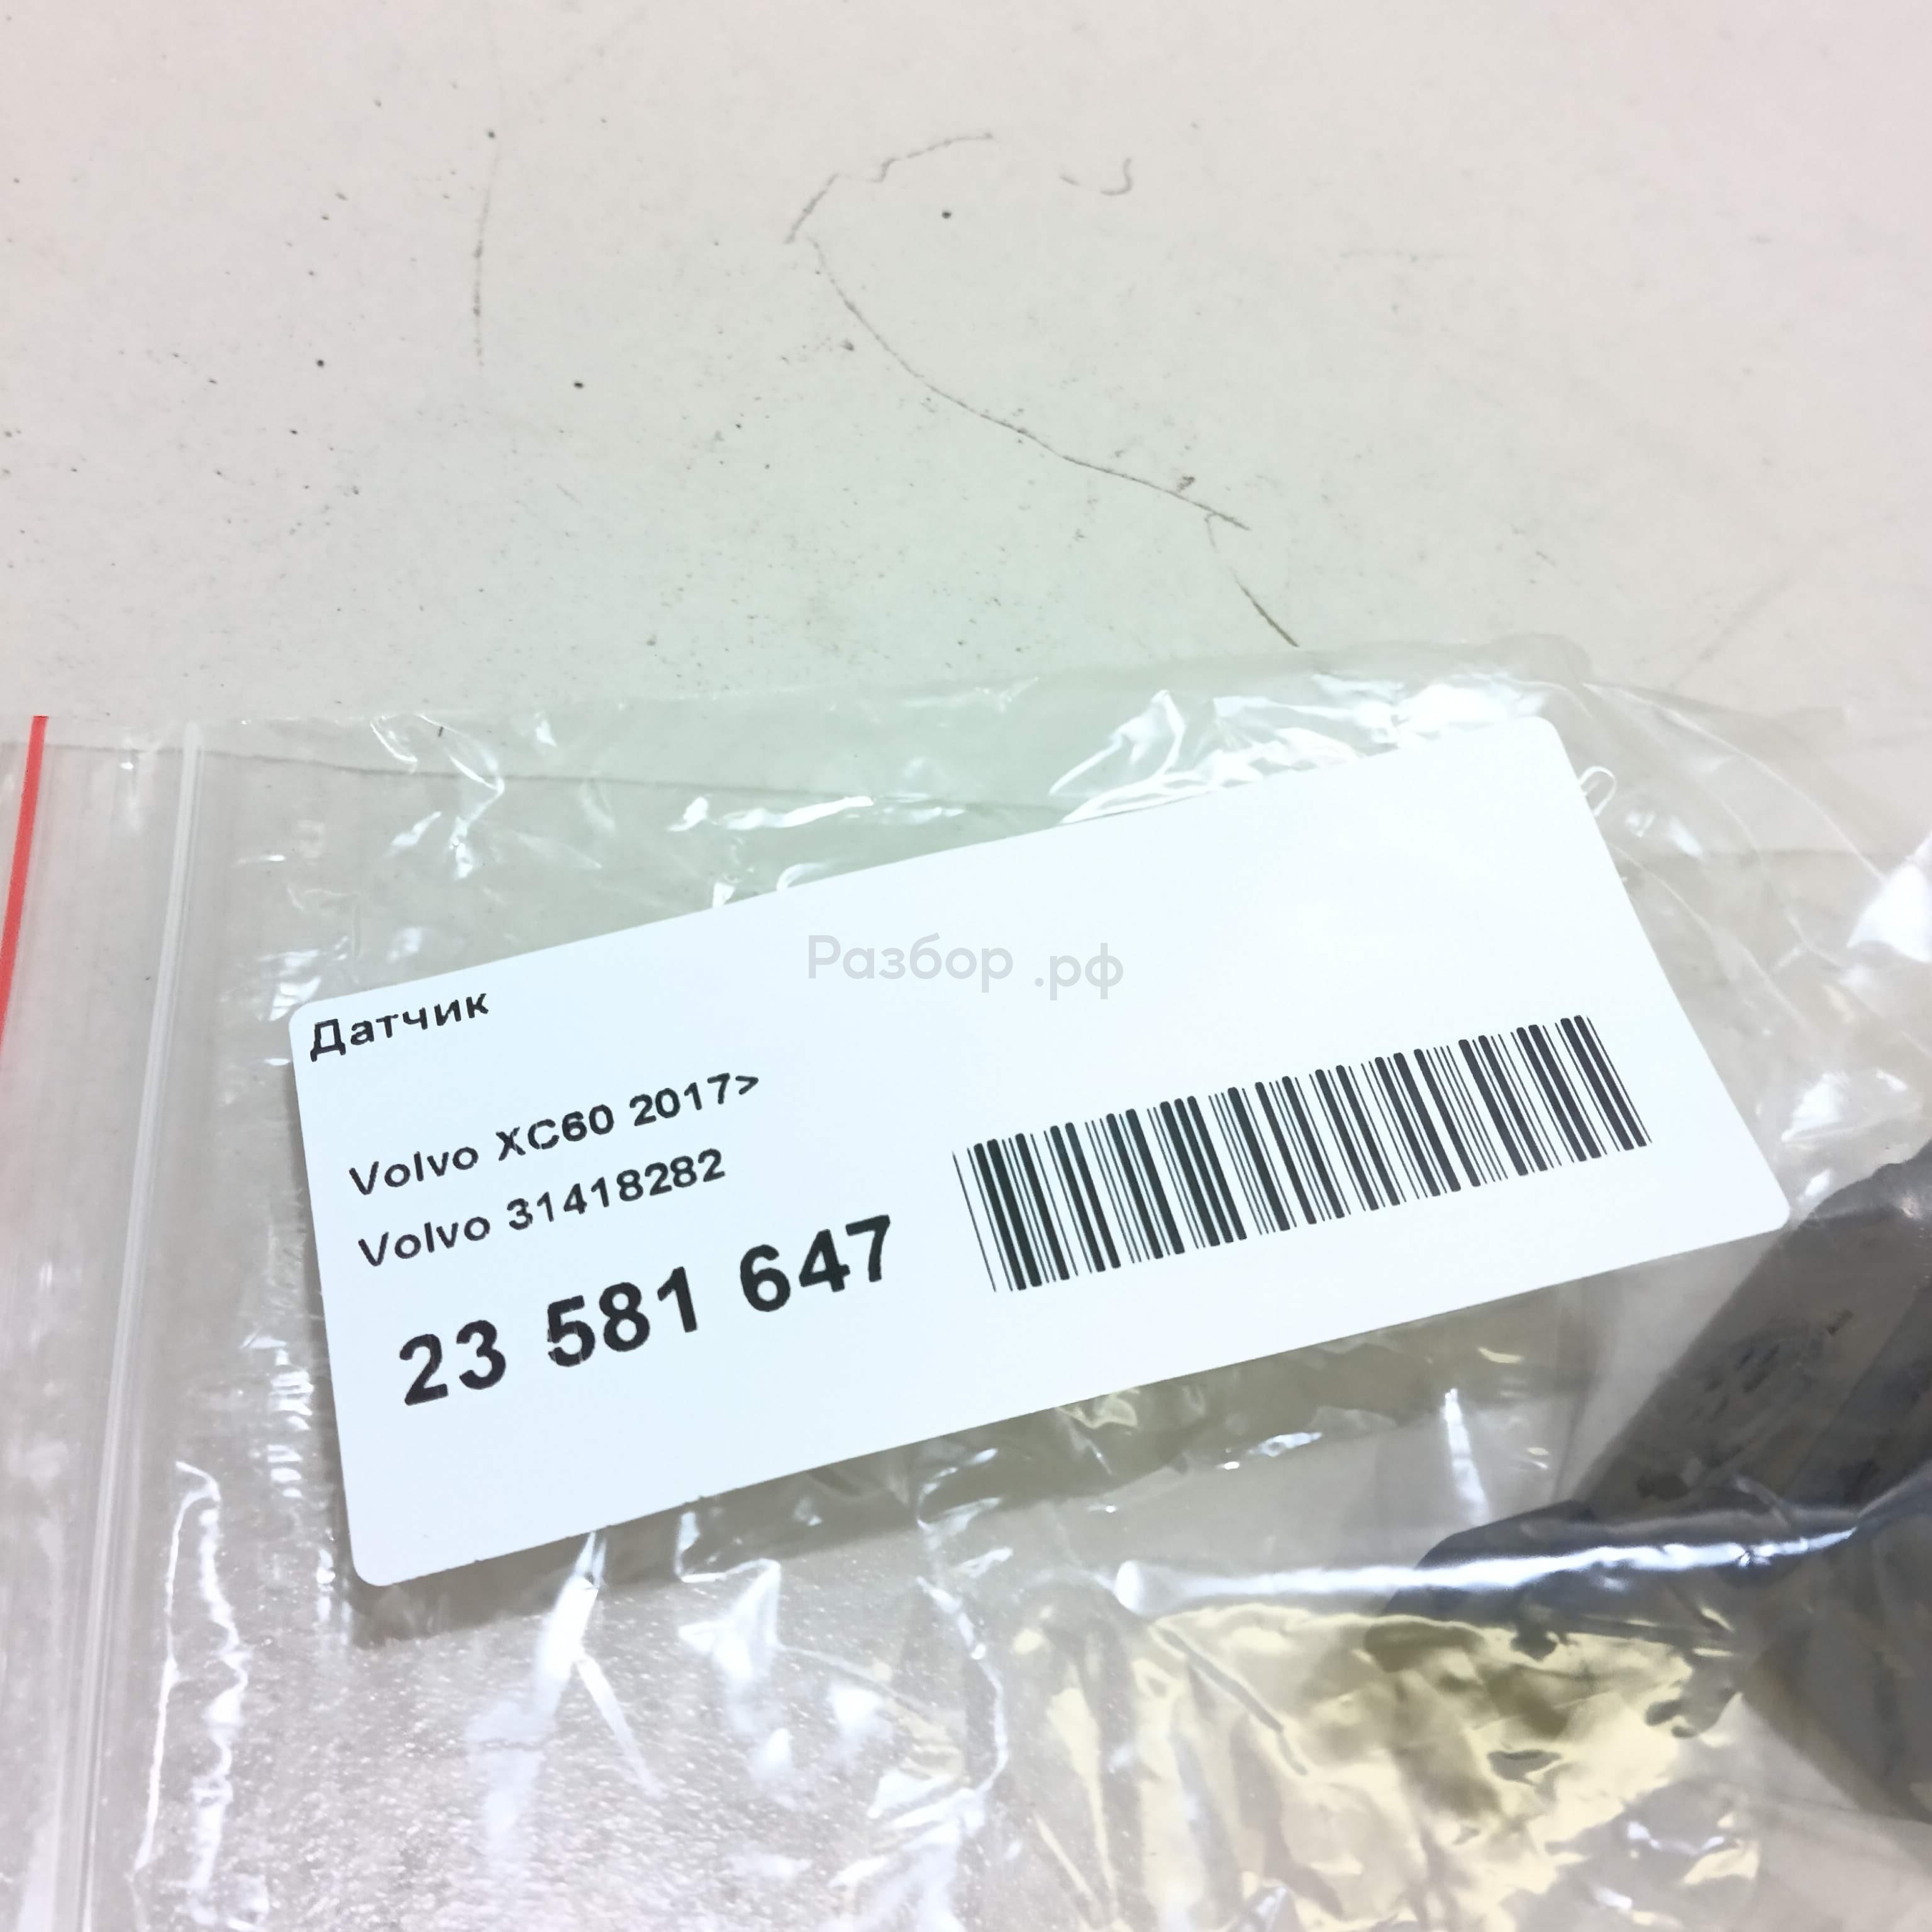 Разбор .рф
Датчик
Volvo XC60 2017>
Volvo 31418282
23 581 647